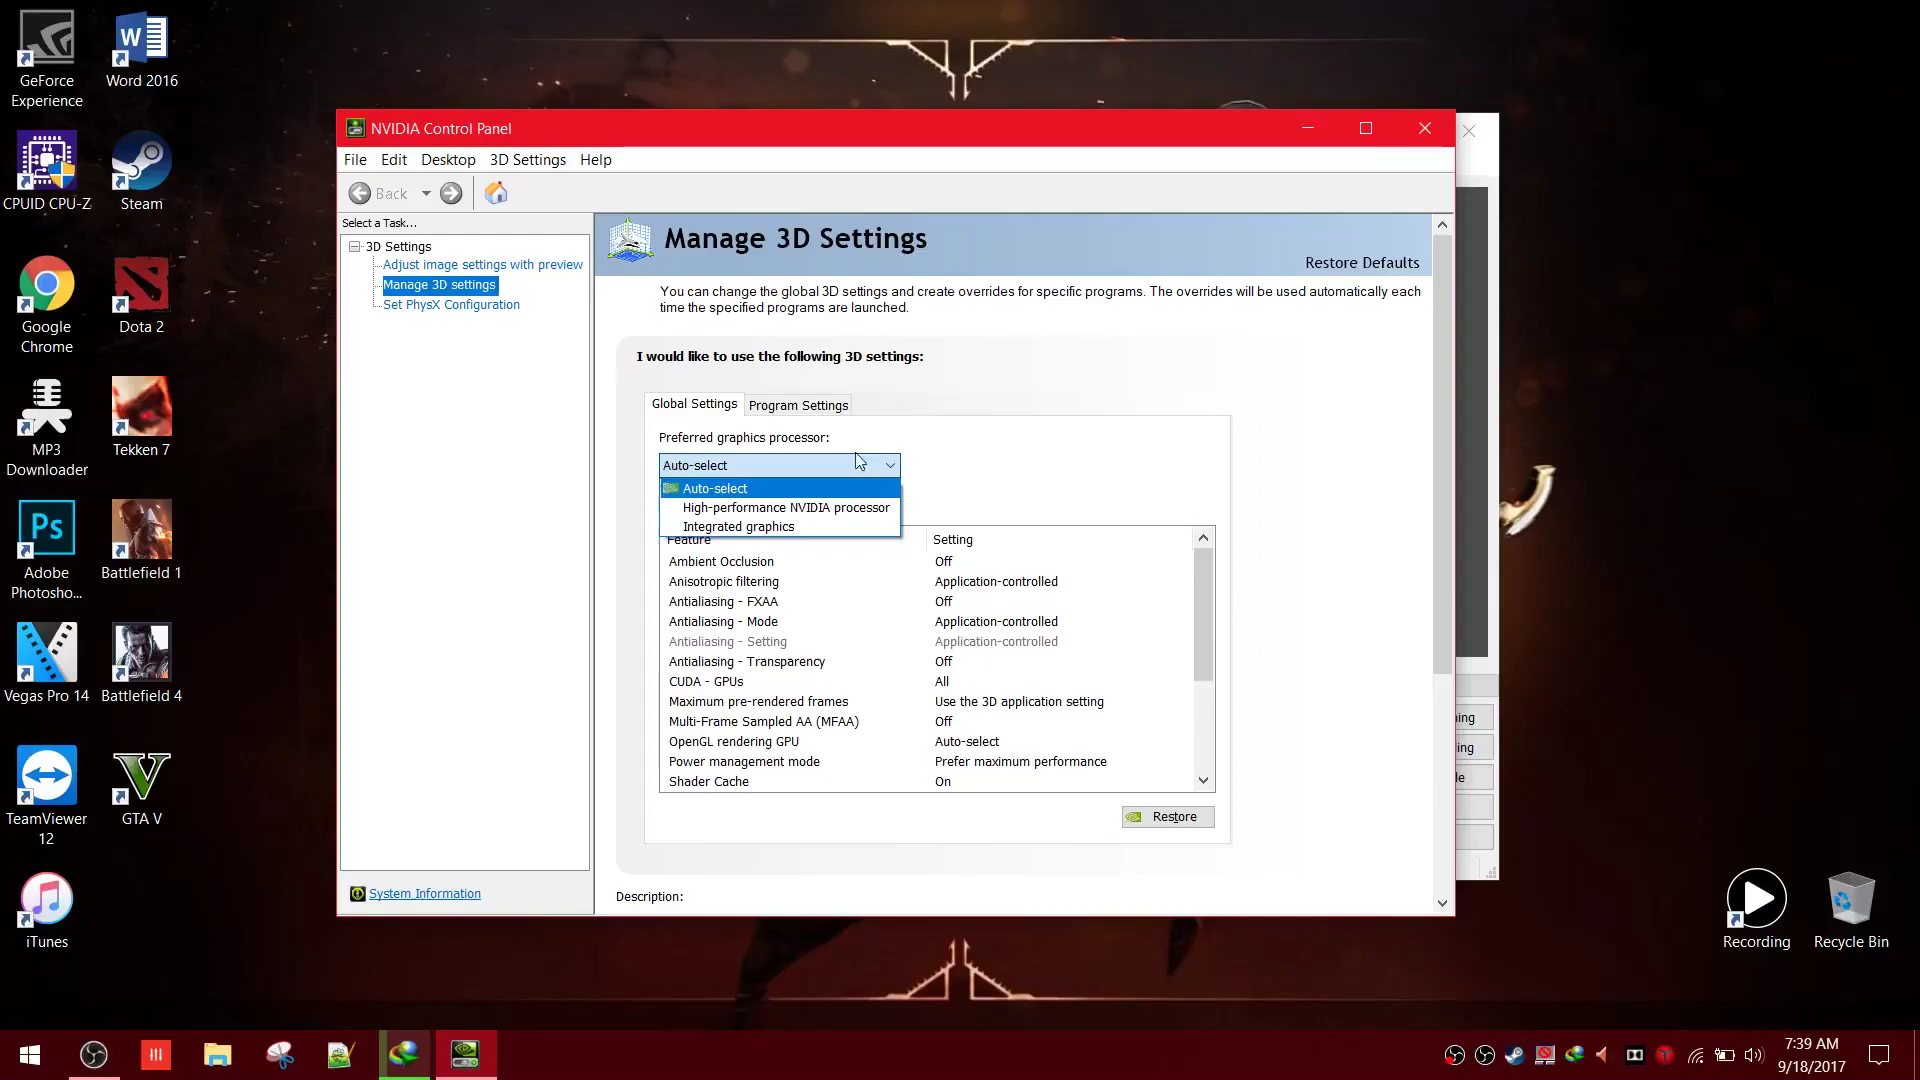 GeForce
Experience
Word 2016
CPUID CPU-Z
Steam
Google
Chrome
Dota 2
MP3
Downloader
Tekken 7
Ps
Adobe
Photosho...
Battlefield 1
Vegas Pro 14
Battlefield 4
TeamViewer
12
GTA V
iTunes
NVIDIA Control Panel
File Edit Desktop 3D Settings Help
Back
Select a Task...
3D Settings
Adjust image settings with preview
Manage 3D settings
Set PhysX Configuration
System Information
Manage 3D Settings
Restore Defaults
You can change the global 3D settings and create overrides for specific programs. The overrides will be used automatically each
time the specified programs are launched.
I would like to use the following 3D settings:
Global Settings Program Settings
Preferred graphics processor:
Auto-select
Auto-select
High-performance NVIDIA processor
Integrated graphics
Feature Setting
Ambient Occlusion Off
Anisotropic filtering Application-controlled
Antialiasing - FXAA Off
Antialiasing - Mode Application-controlled
Antialiasing - Setting Application-controlled
Antialiasing - Transparency Off
CUDA - GPUs All
Maximum pre-rendered frames Use the 3D application setting
Multi-Frame Sampled AA (MFAA) Off
OpenGL rendering GPU Auto-select
Power management mode Prefer maximum performance
Shader Cache On
Restore
Description:
Recording
Recycle Bin
7:39 AM
9/18/2017